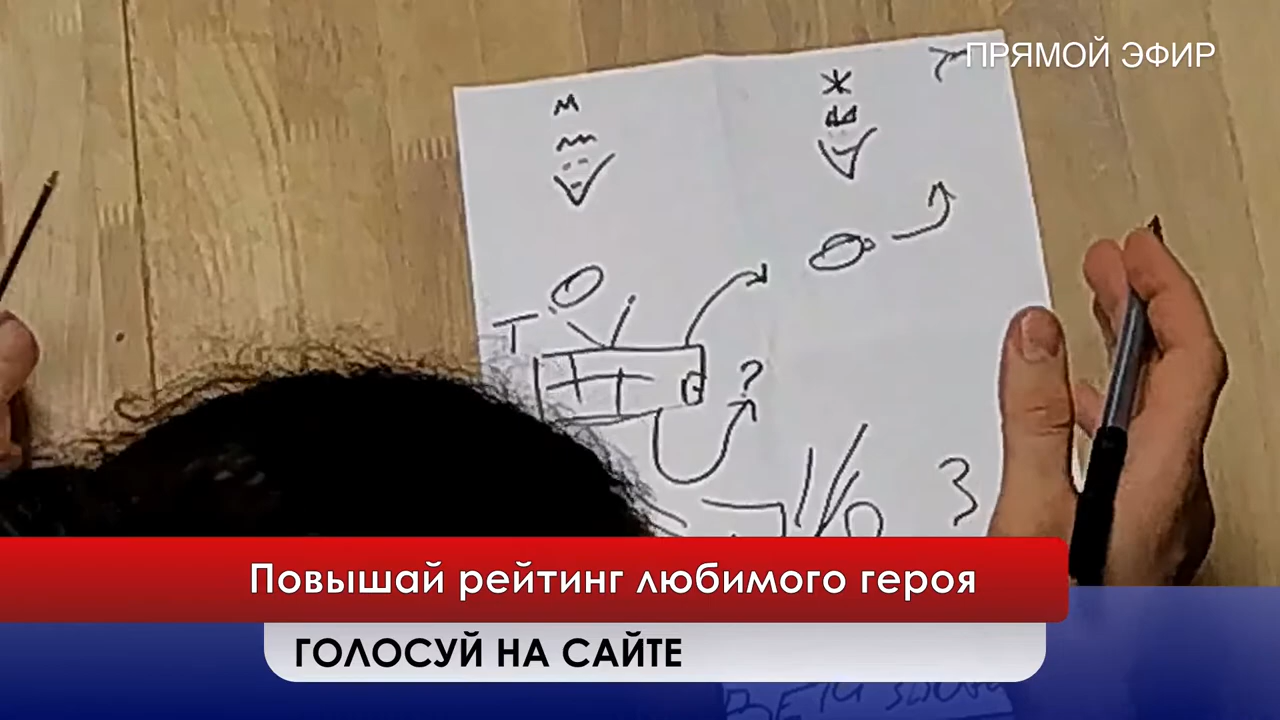 ПРЯМОЙ ЭФИР
М
Ж
Т
?
З
Повышай рейтинг любимого героя
ГОЛОСУЙ НА САЙТЕ